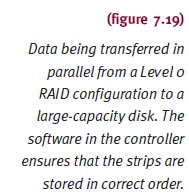 (figure 7.19)
Data being transferred in
parallel from a Level 0
RAID configuration to a
large-capacity disk. The
software in the controller
ensures that the strips are
stored in correct order.